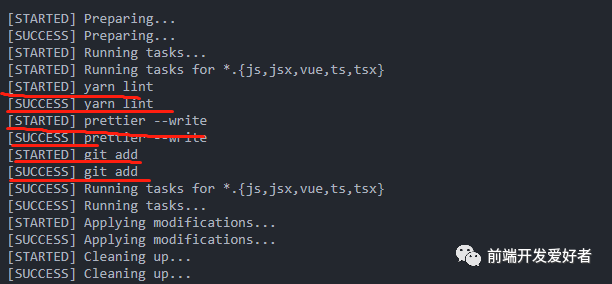 [STARTED] Preparing...
[SUCCESS] Preparing...
[STARTED] Running tasks...
[STARTED] Running tasks for *.{js,jsx,vue,ts,tsx}
[STARTED] yarn lint
[SUCCESS] yarn lint
[STARTED] prettier --write
[SUCCESS] prettier --write
[STARTED] git add
[SUCCESS] git add
[SUCCESS] Running tasks for *.{js,jsx,vue,ts,tsx}
[SUCCESS] Running tasks...
[STARTED] Applying modifications...
[SUCCESS] Applying modifications...
[STARTED] Cleaning up...
[SUCCESS] Cleaning up...
前端开发爱好者